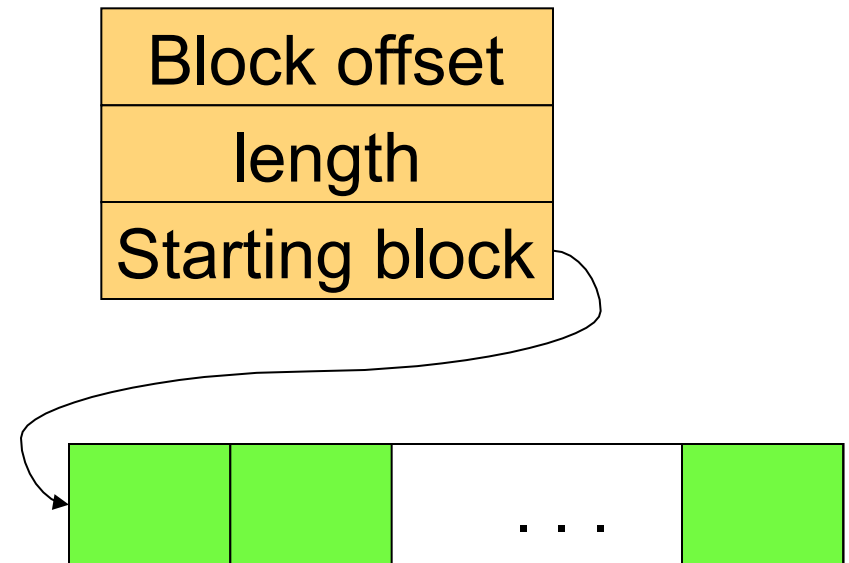 Block offset
length
Starting block
. . .